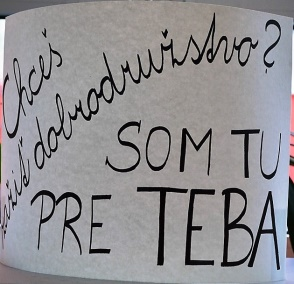 Chceš
zažiť dobrodružstvo?
SOM TU
PRE TEBA